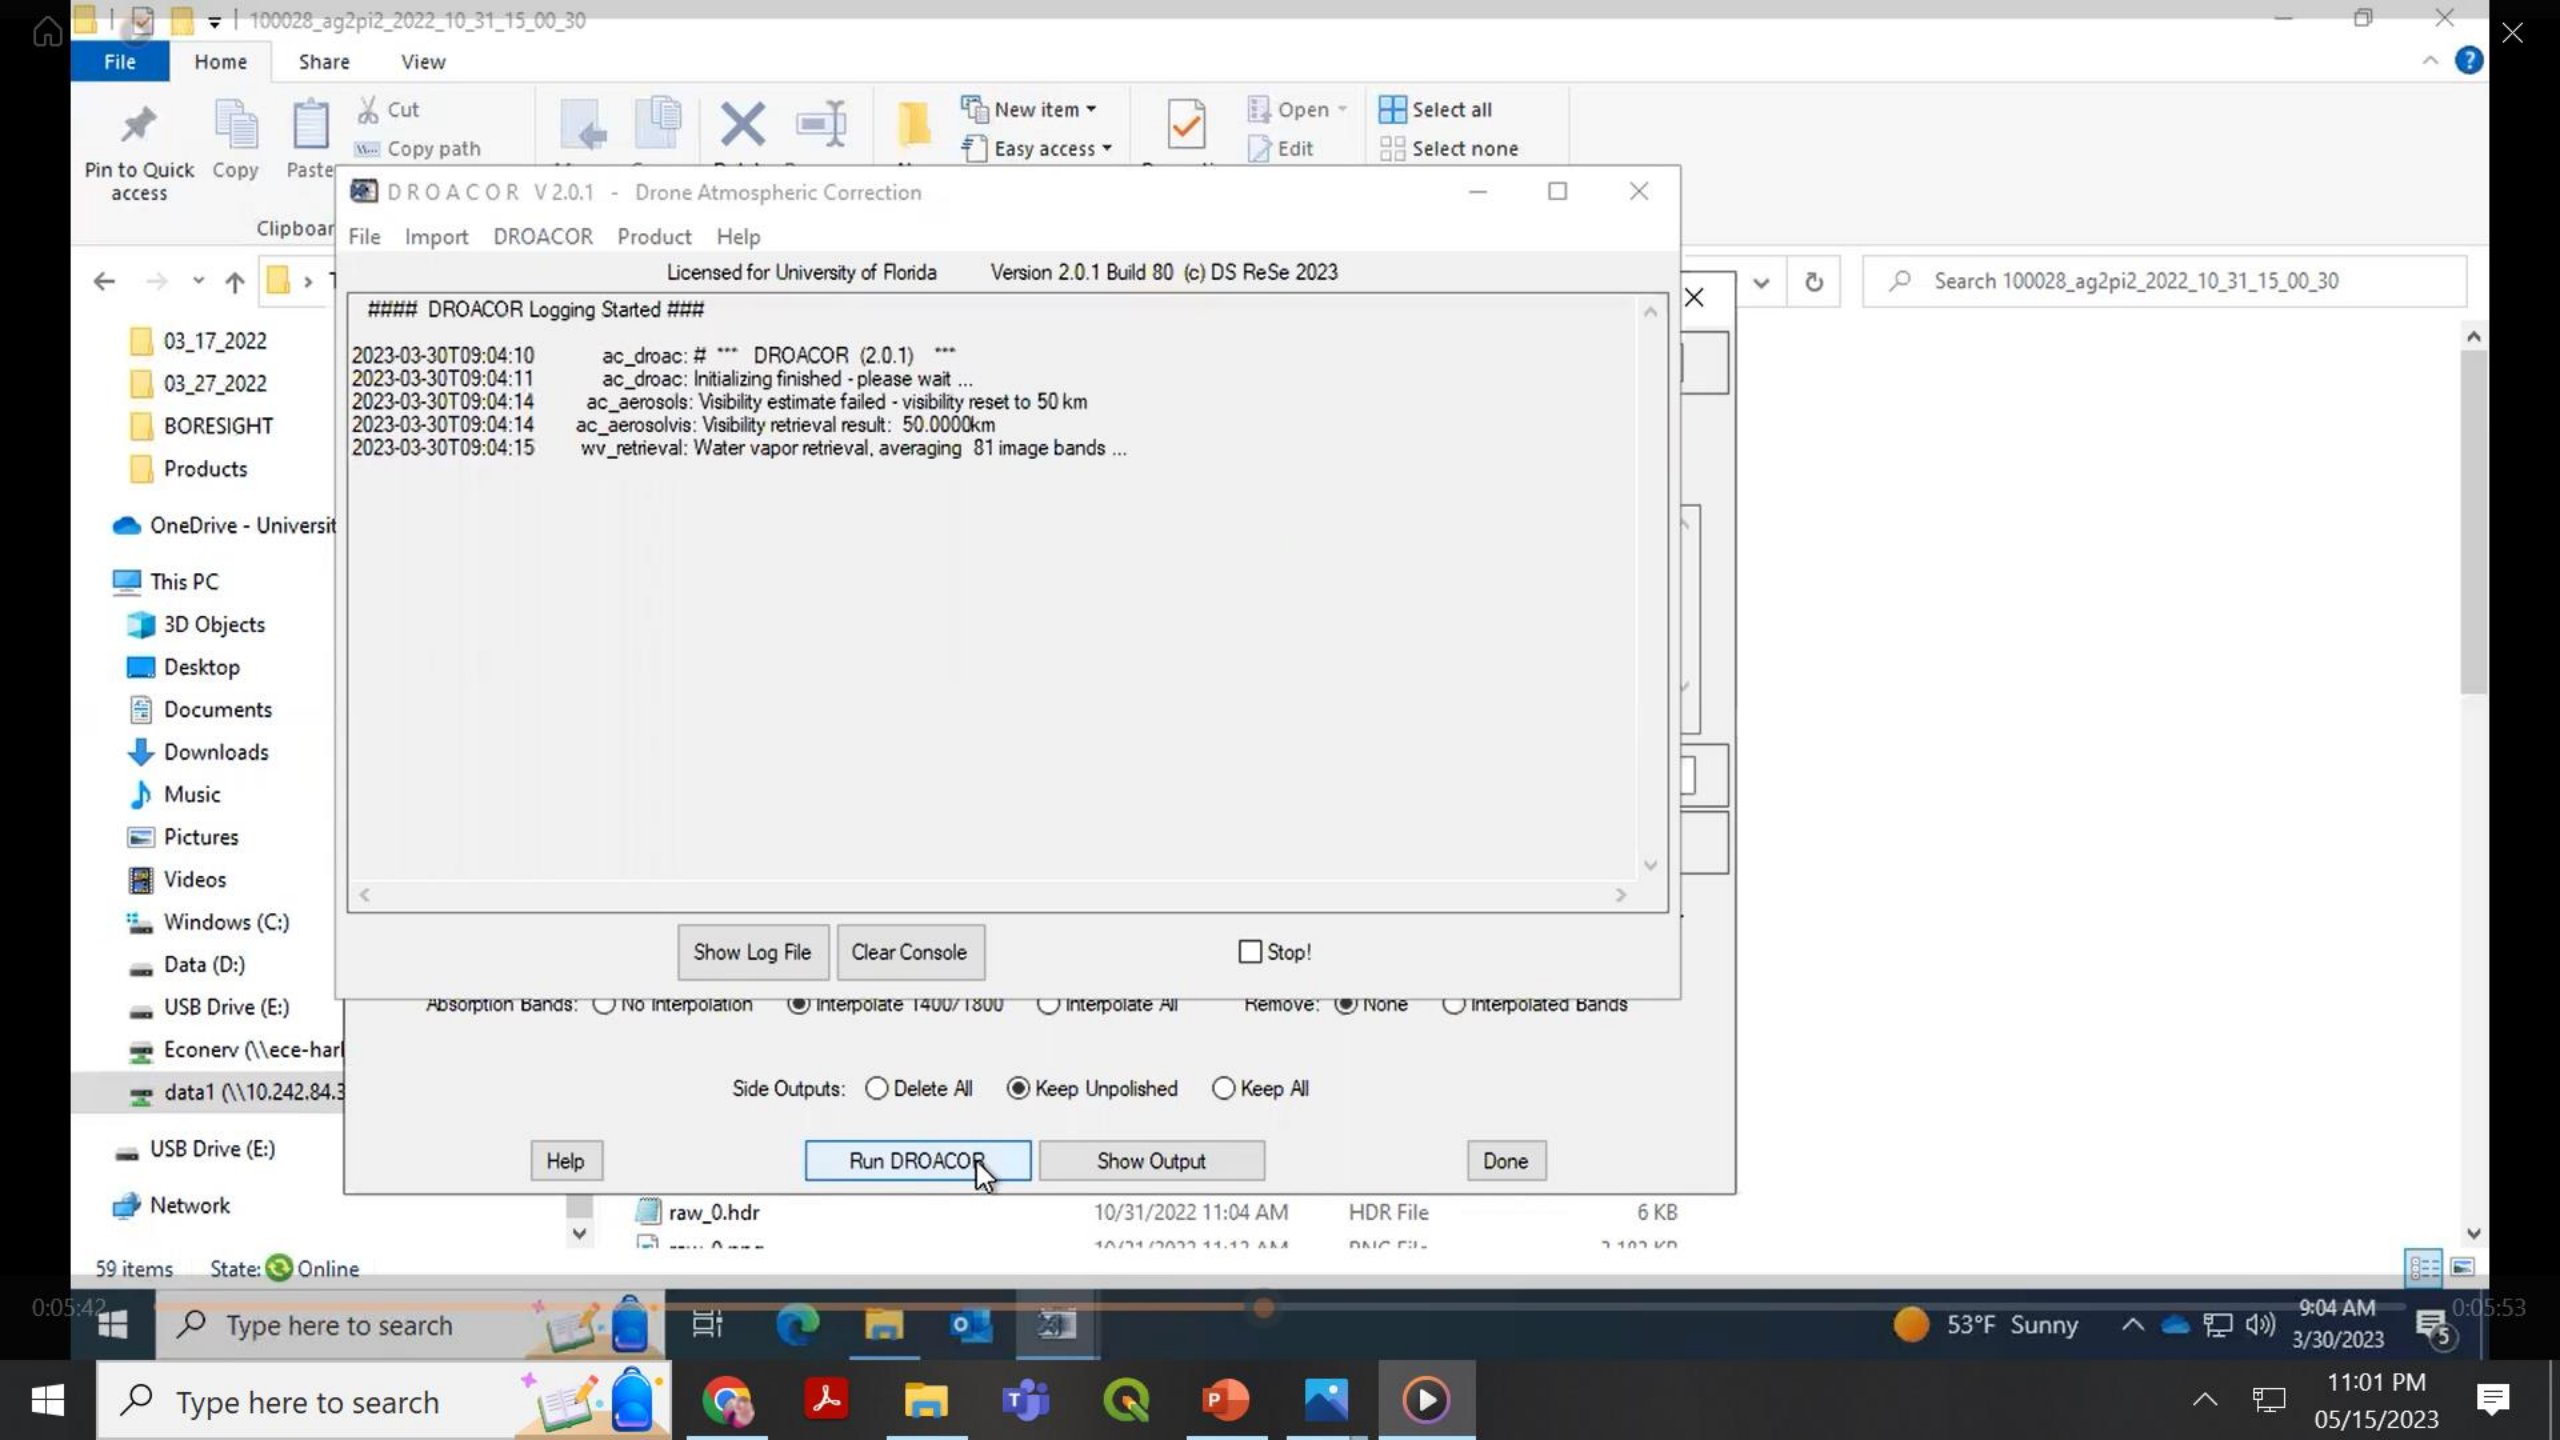 100028_ag2pi2_2022_10_31_15_00_30
File Home Share View
Cut
New item
Open
Select all
Copy path
Easy access
Edit
Select none
Pin to Quick access
Copy
Paste
Clipboar
DROACOR V 2.0.1 - Drone Atmospheric Correction
File Import DROACOR Product Help
Licensed for University of Florida Version 2.0.1 Build 80 (c) DS ReSe 2023
Search 100028_ag2pi2_2022_10_31_15_00_30
#### DROACOR Logging Started ###
2023-03-30T09:04:10 ac_droac: # *** DROACOR (2.0.1) ***
2023-03-30T09:04:11 ac_droac: Initializing finished - please wait ...
2023-03-30T09:04:14 ac_aerosols: Visibility estimate failed - visibility reset to 50 km
2023-03-30T09:04:14 ac_aerosolvis: Visibility retrieval result: 50.0000km
2023-03-30T09:04:15 wv_retrieval: Water vapor retrieval, averaging 81 image bands ...
03_17_2022
03_27_2022
BORESIGHT
Products
OneDrive - Universit
This PC
3D Objects
Desktop
Documents
Downloads
Music
Pictures
Videos
Windows (C:)
Data (D:)
USB Drive (E:)
Econerv (\\ece-harl
data1 (\\10.242.84.3
USB Drive (E:)
Network
Show Log File Clear Console Stop!
Absorption Bands: No Interpolation Interpolate 1400/1800 Interpolate All Remove: None Interpolated Bands
Side Outputs: Delete All Keep Unpolished Keep All
Help Run DROACOR Show Output Done
raw_0.hdr 10/31/2022 11:04 AM HDR File 6 KB
59 items State: Online
0:05:42
0:05:53
Type here to search
53°F Sunny
9:04 AM
3/30/2023
5
Type here to search
11:01 PM
05/15/2023